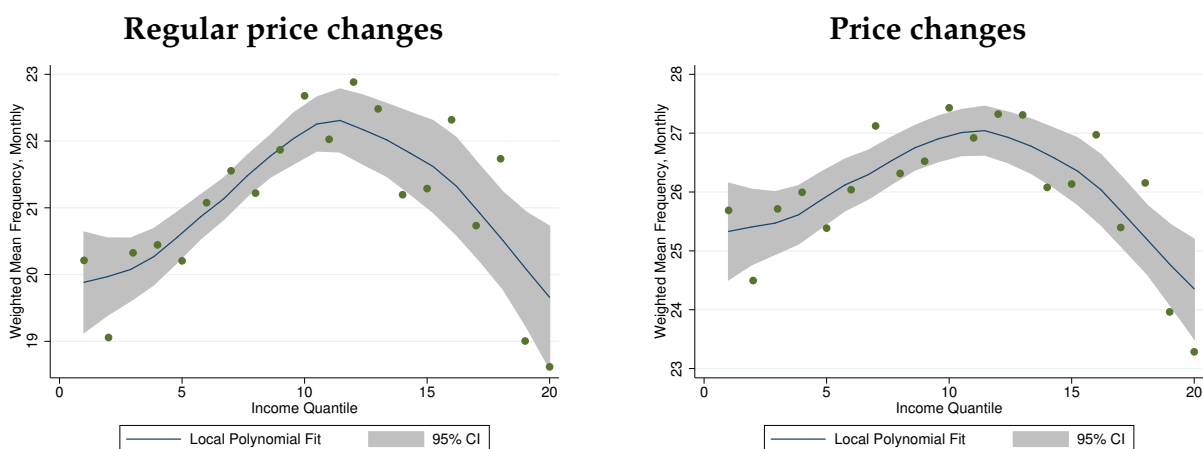 Regular price changes
Weighted Mean Frequency, Monthly
23
22
21
20
19
0 5 10 15 20
Income Quantile
Local Polynomial Fit 95% CI
Price changes
Weighted Mean Frequency, Monthly
28
27
26
25
24
23
0 5 10 15 20
Income Quantile
Local Polynomial Fit 95% CI